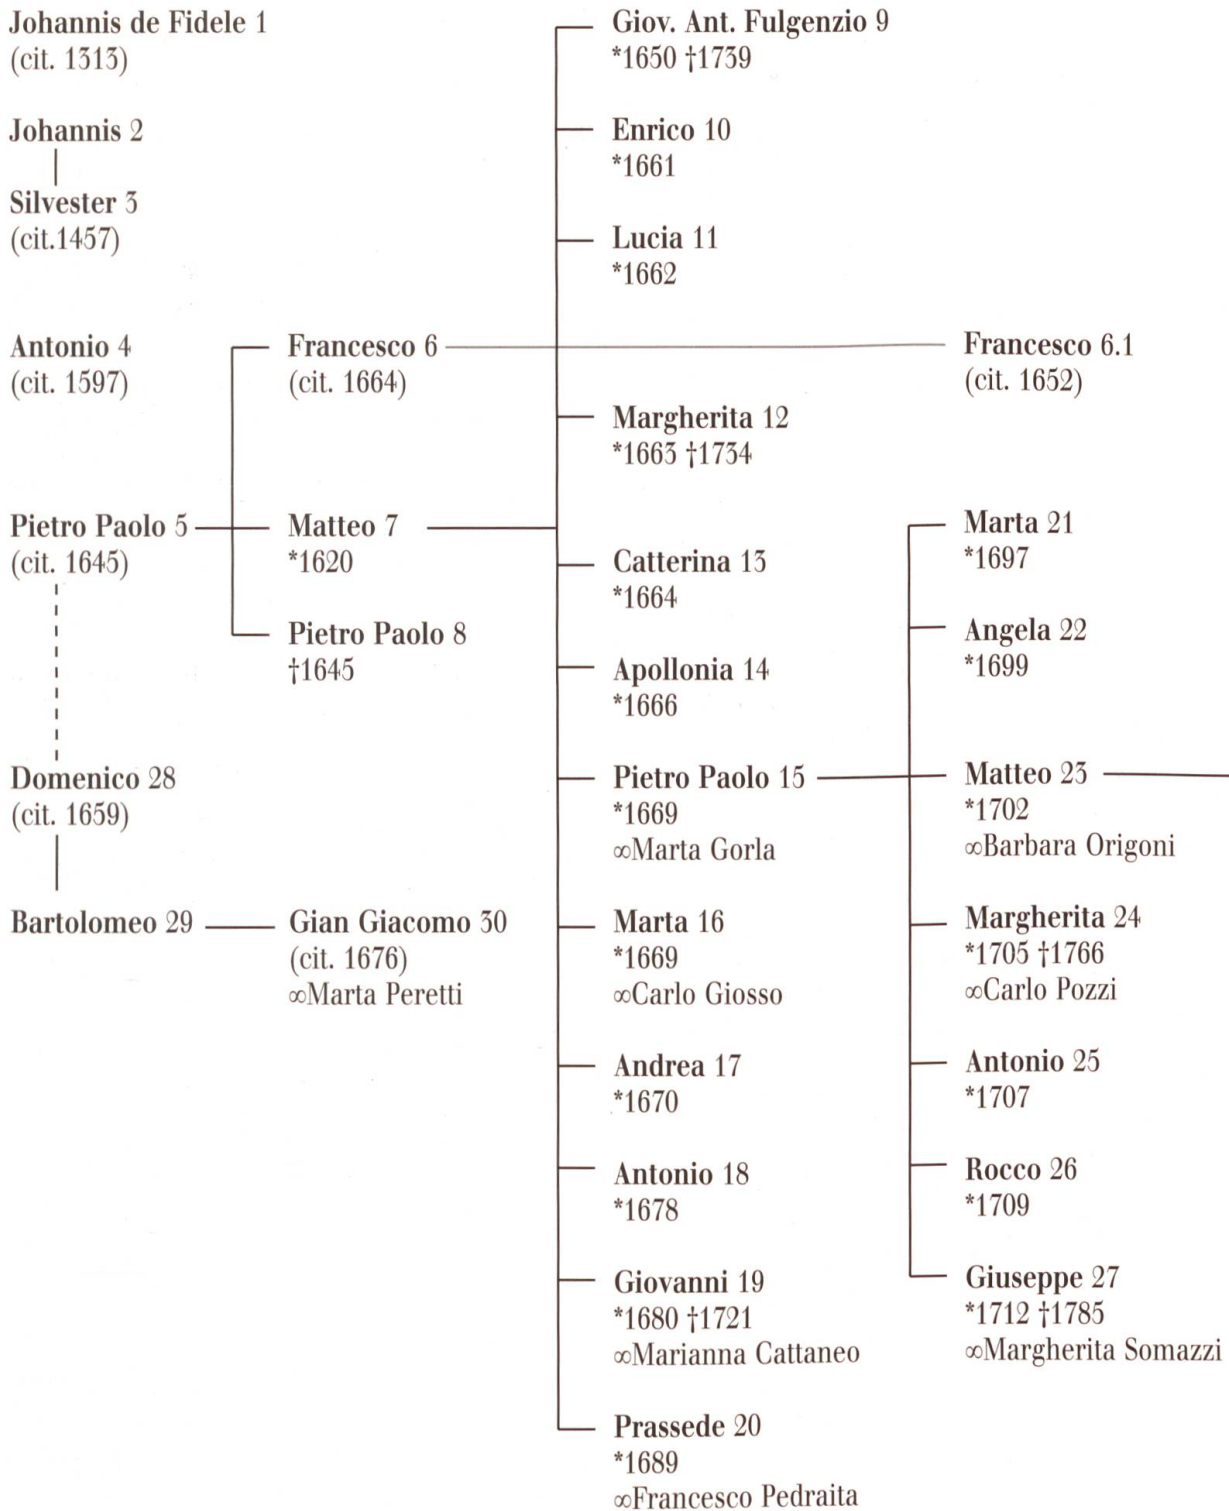 Johannis de Fidele 1
(cit. 1313)
Johannis 2
Silvester 3
(cit.1457)
Antonio 4
(cit. 1597)
Pietro Paolo 5
(cit. 1645)
Domenico 28
(cit. 1659)
Bartolomeo 29
Francesco 6
(cit. 1664)
Matteo 7
*1620
Pietro Paolo 8
†1645
Gian Giacomo 30
(cit. 1676)
∞Marta Peretti
Giov. Ant. Fulgenzio 9
*1650 †1739
Enrico 10
*1661
Lucia 11
*1662
Margherita 12
*1663 †1734
Catterina 13
*1664
Apollonia 14
*1666
Pietro Paolo 15
*1669
∞Marta Gorla
Marta 16
*1669
∞Carlo Giosso
Andrea 17
*1670
Antonio 18
*1678
Giovanni 19
*1680 †1721
∞Marianna Cattaneo
Prassede 20
*1689
∞Francesco Pedraita
Francesco 6.1
(cit. 1652)
Marta 21
*1697
Angela 22
*1699
Matteo 23
*1702
∞Barbara Origoni
Margherita 24
*1705 †1766
∞Carlo Pozzi
Antonio 25
*1707
Rocco 26
*1709
Giuseppe 27
*1712 †1785
∞Margherita Somazzi